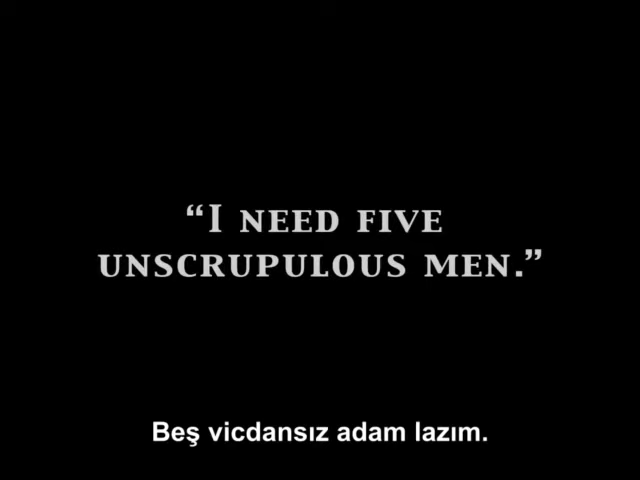 “I NEED FIVE
UNSCRUPULOUS MEN.”
Beş vicdansız adam lazım.